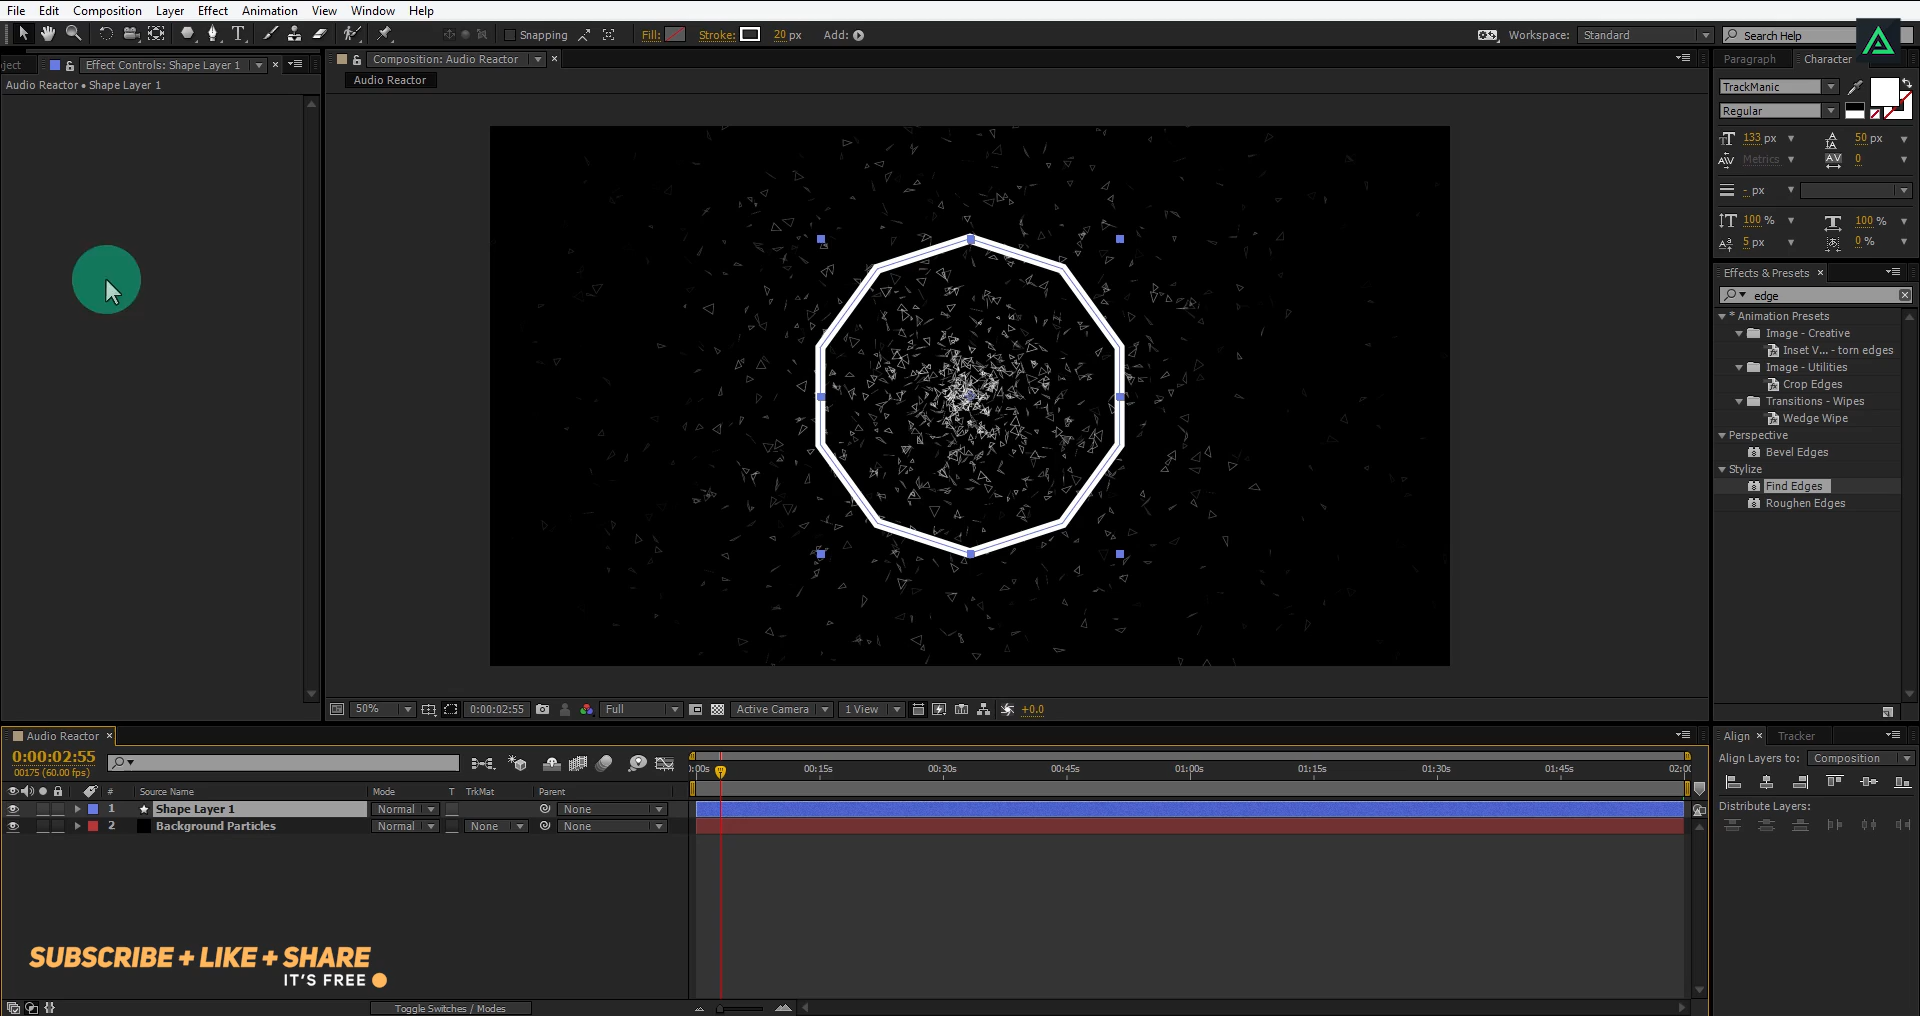 File Edit Composition Layer Effect Animation View Window Help
Snapping Fill: Stroke: 20 px Add: Workspace: Standard Search Help
ject Effect Controls: Shape Layer 1 Composition: Audio Reactor Paragraph Character
Audio Reactor • Shape Layer 1 Audio Reactor
TrackManic
Regular
133 px 50 px
Metrics 0
- px
100 % 100 %
5 px 0 %
Effects & Presets
edge
* Animation Presets
Image - Creative
Inset V... - torn edges
Image - Utilities
Crop Edges
Transitions - Wipes
Wedge Wipe
Perspective
Bevel Edges
Stylize
Find Edges
Roughen Edges
50% 0:00:02:55 Full Active Camera 1 View +0.0
Audio Reactor
0:00:02:55
00175 (60.00 fps)
:00s 00:15s 00:30s 00:45s 01:00s 01:15s 01:30s 01:45s 02:00
# Source Name Mode T TrkMat Parent
1 Shape Layer 1 Normal None
2 Background Particles Normal None None
Align Tracker
Align Layers to: Composition
Distribute Layers:
SUBSCRIBE + LIKE + SHARE
IT'S FREE
Toggle Switches / Modes